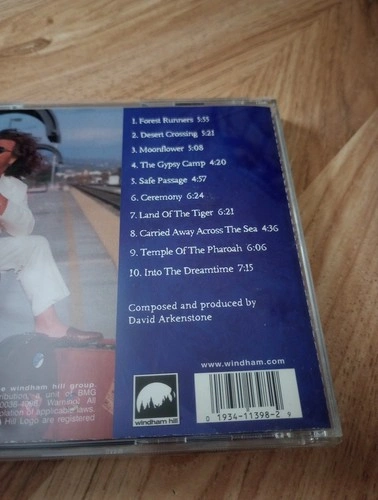 1. Forest Runners 5:55
2. Desert Crossing 5:21
3. Moonflower 5:08
4. The Gypsy Camp 4:20
5. Safe Passage 4:57
6. Ceremony 6:24
7. Land Of The Tiger 6:21
8. Carried Away Across The Sea 4:36
9. Temple Of The Pharoah 6:06
10. Into The Dreamtime 7:15
Composed and produced by
David Arkenstone
www.windham.com
windham hill
0 1934-11398-2 9
windham hill group.
a unit of BMG
Warning: All
of applicable laws.
Hill Logo are registered